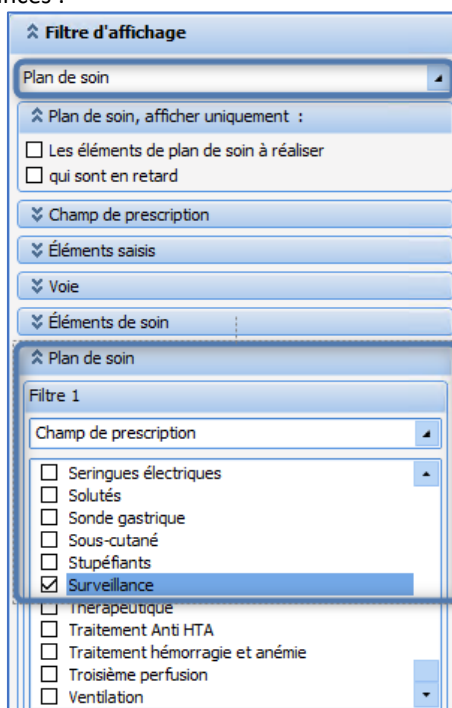 Filtre d'affichage
Plan de soin
Plan de soin, afficher uniquement :
Les éléments de plan de soin à réaliser
qui sont en retard
Champ de prescription
Éléments saisis
Voie
Éléments de soin
Plan de soin
Filtre 1
Champ de prescription
Seringues électriques
Solutés
Sonde gastrique
Sous-cutané
Stupéfiants
Surveillance
Thérapeutique
Traitement Anti HTA
Traitement hémorragie et anémie
Troisième perfusion
Ventilation